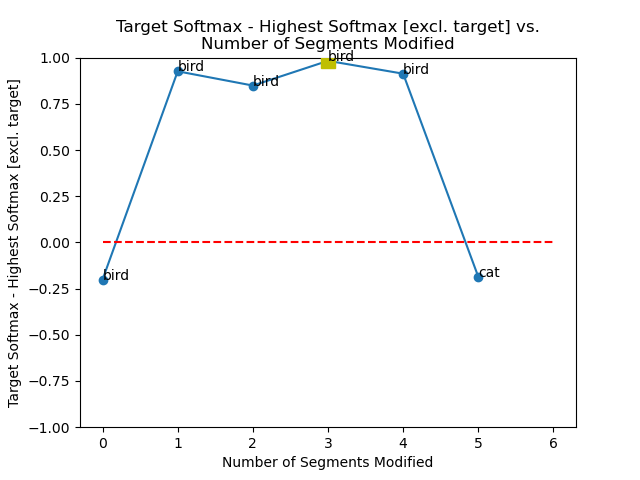 Target Softmax - Highest Softmax [excl. target] vs.
Number of Segments Modified
Target Softmax - Highest Softmax [excl. target]
1.00
0.75
0.50
0.25
0.00
−0.25
−0.50
−0.75
−1.00
bird
bird
bird
bird
bird
cat
0 1 2 3 4 5 6
Number of Segments Modified